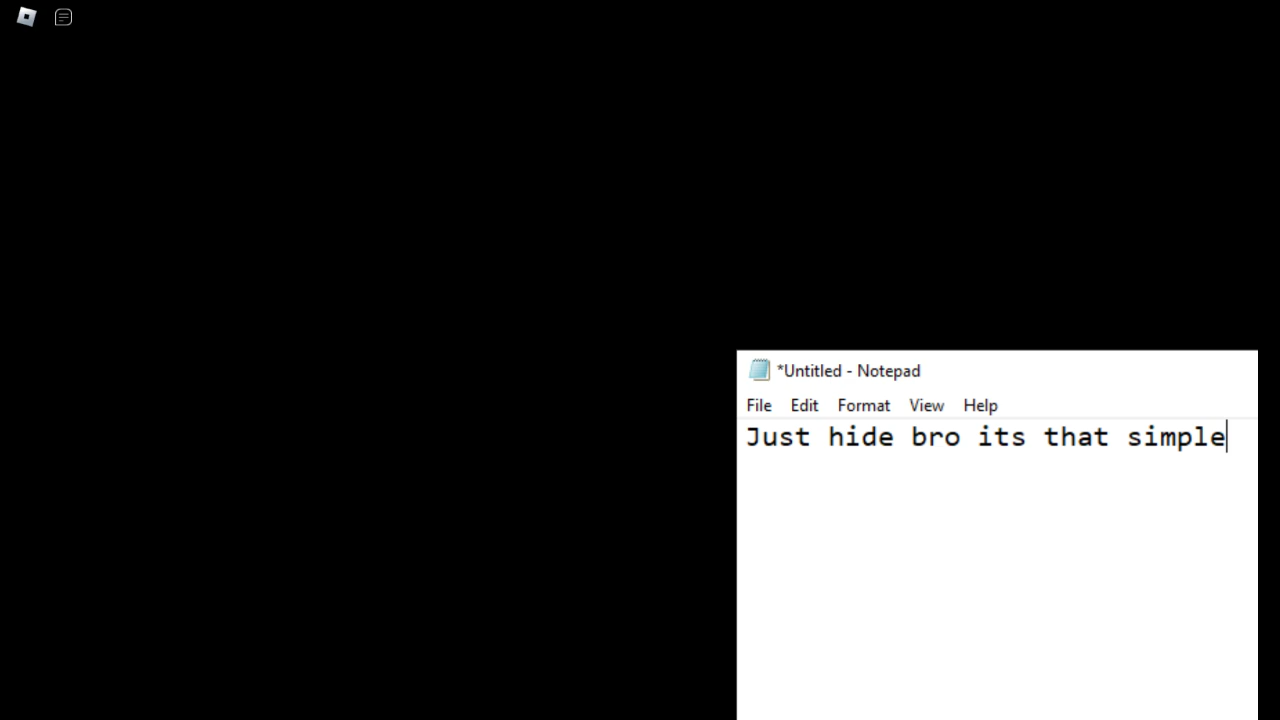 *Untitled - Notepad
File Edit Format View Help
Just hide bro its that simple